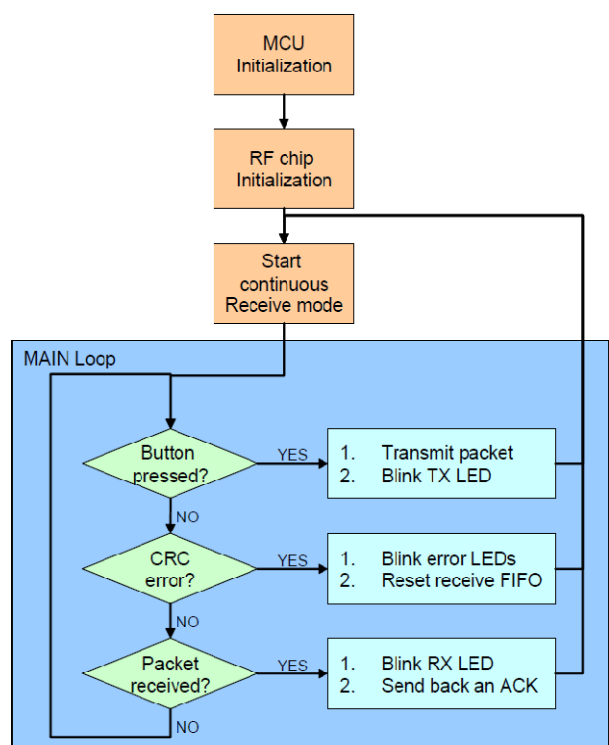 MCU
Initialization
RF chip
Initialization
Start
continuous
Receive mode
MAIN Loop
Button
pressed?
YES
1. Transmit packet
2. Blink TX LED
NO
CRC
error?
YES
1. Blink error LEDs
2. Reset receive FIFO
NO
Packet
received?
YES
1. Blink RX LED
2. Send back an ACK
NO